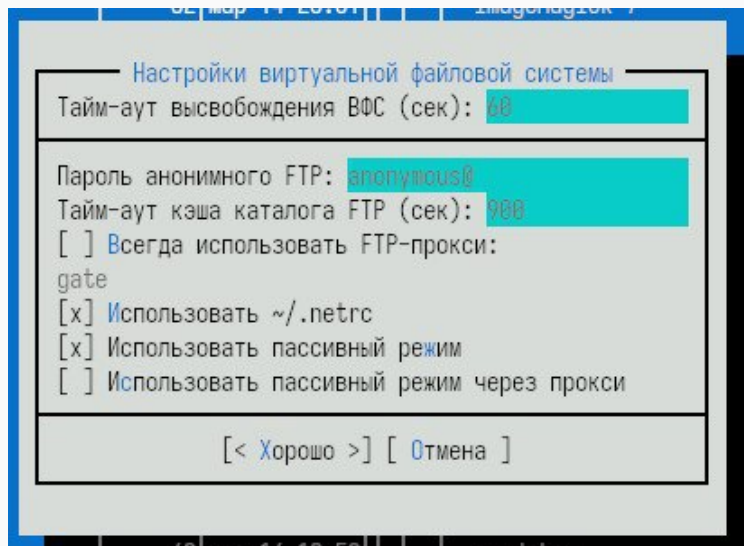 Настройки виртуальной файловой системы
Тайм-аут высвобождения ВФС (сек): 60
Пароль анонимного FTP: anonymous@
Тайм-аут кэша каталога FTP (сек): 900
[ ] Всегда использовать FTP-прокси:
gate
[x] Использовать ~/.netrc
[x] Использовать пассивный режим
[ ] Использовать пассивный режим через прокси
[< Хорошо >] [ Отмена ]